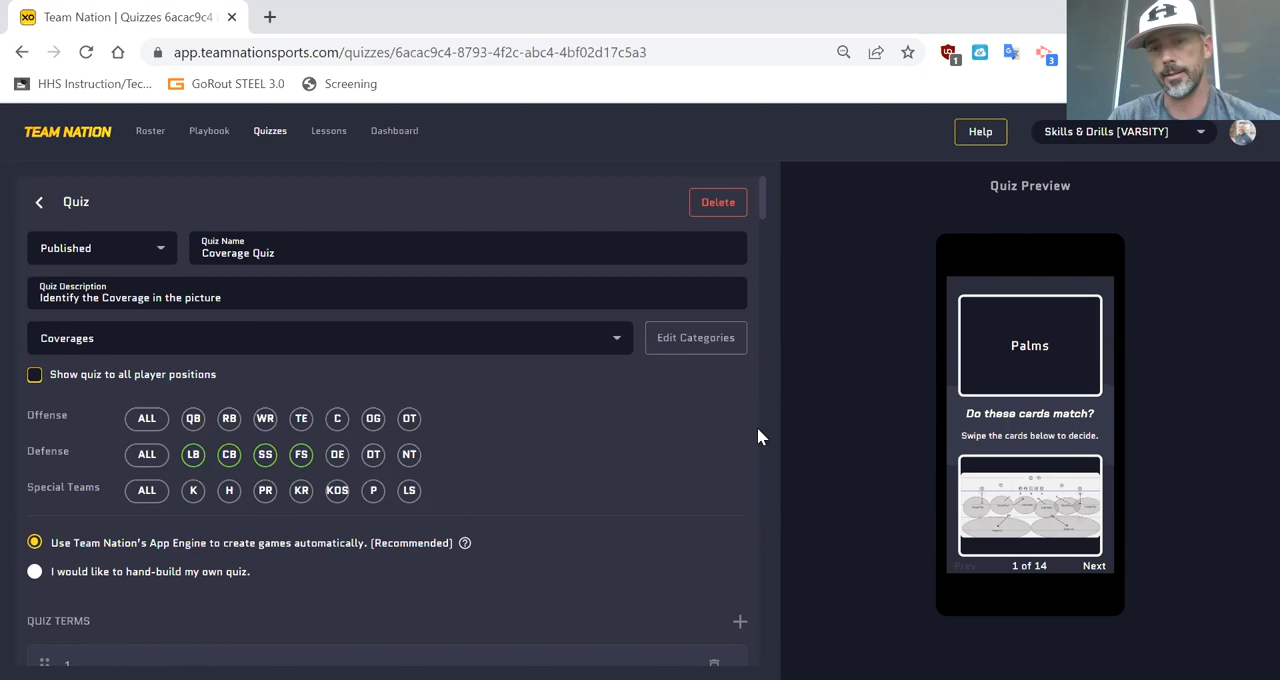 Team Nation | Quizzes 6acac9c4
app.teamnationsports.com/quizzes/6acac9c4-8793-4f2c-abc4-4bf02d17c5a3
1
3
HHS Instruction/Tec...
GoRout STEEL 3.0
Screening
H
TEAM NATION
Roster
Playbook
Quizzes
Lessons
Dashboard
Help
Skills & Drills [VARSITY]
Quiz
Delete
Published
Quiz Name
Coverage Quiz
Quiz Description
Identify the Coverage in the picture
Coverages
Edit Categories
Show quiz to all player positions
Offense ALL QB RB WR TE C OG OT
Defense ALL LB CB SS FS DE DT NT
Special Teams ALL K H PR KR KOS P LS
Use Team Nation's App Engine to create games automatically. [Recommended]
I would like to hand-build my own quiz.
QUIZ TERMS
1
Quiz Preview
Palms
Do these cards match?
Swipe the cards below to decide.
Prev 1 of 14 Next